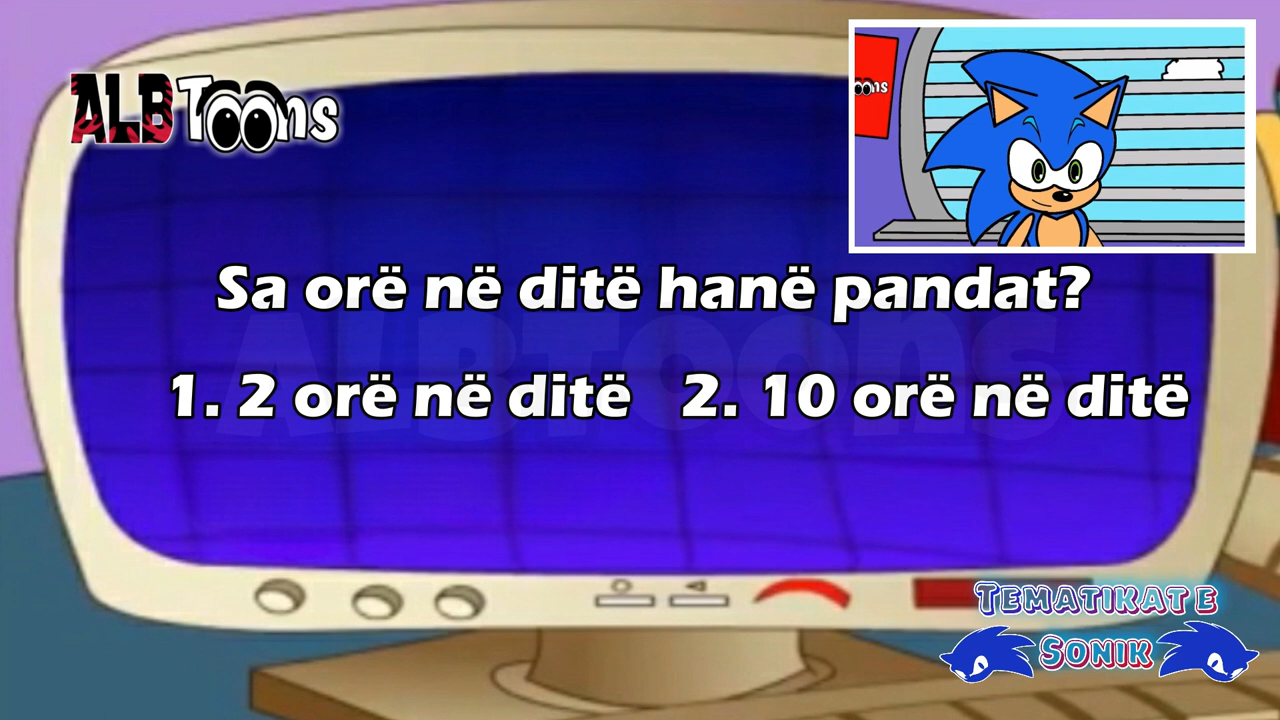 ALBToons
Sa orë në ditë hanë pandat?
1. 2 orë në ditë 2. 10 orë në ditë
ALBToons
TEMATIKAT E
SONIK